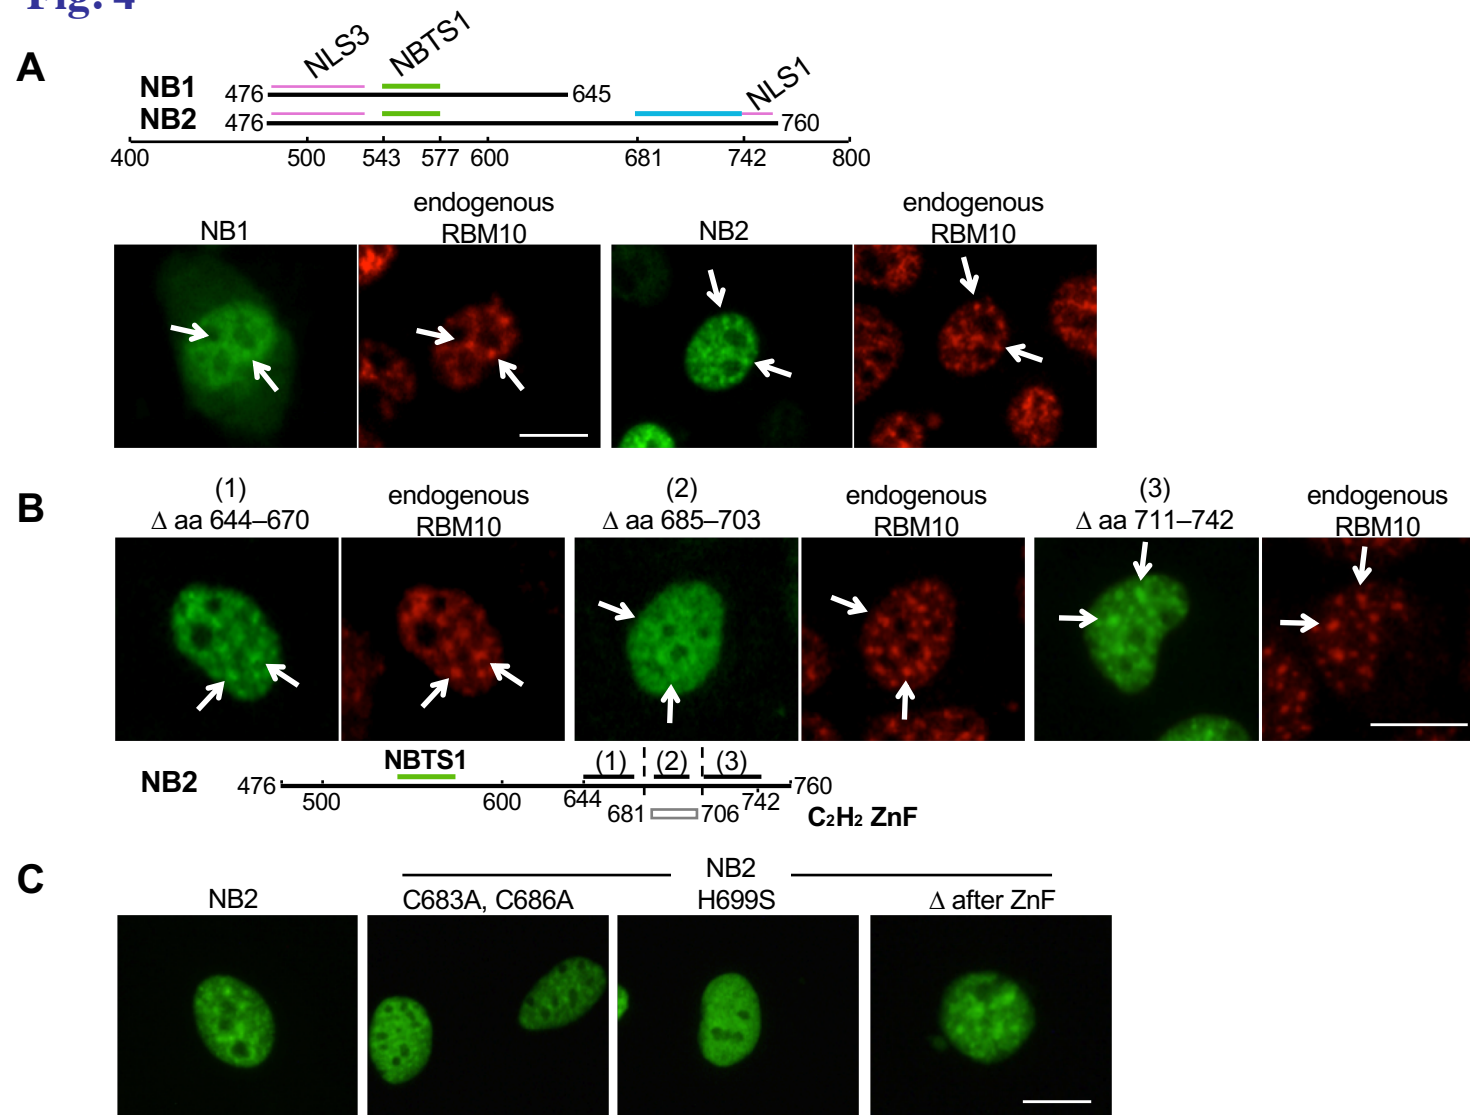 Fig. 4
A
NLS3 NBTS1
NB1 476 645 NLS1
NB2 476 760
400 500 543 577 600 681 742 800
NB1 endogenous RBM10 NB2 endogenous RBM10
B
(1) (2) (3)
Δ aa 644–670 endogenous RBM10 Δ aa 685–703 endogenous RBM10 Δ aa 711–742 endogenous RBM10
NBTS1 (1) (2) (3)
NB2 476 760
500 600 644 742
681 706 C₂H₂ ZnF
C
NB2
NB2 C683A, C686A H699S Δ after ZnF